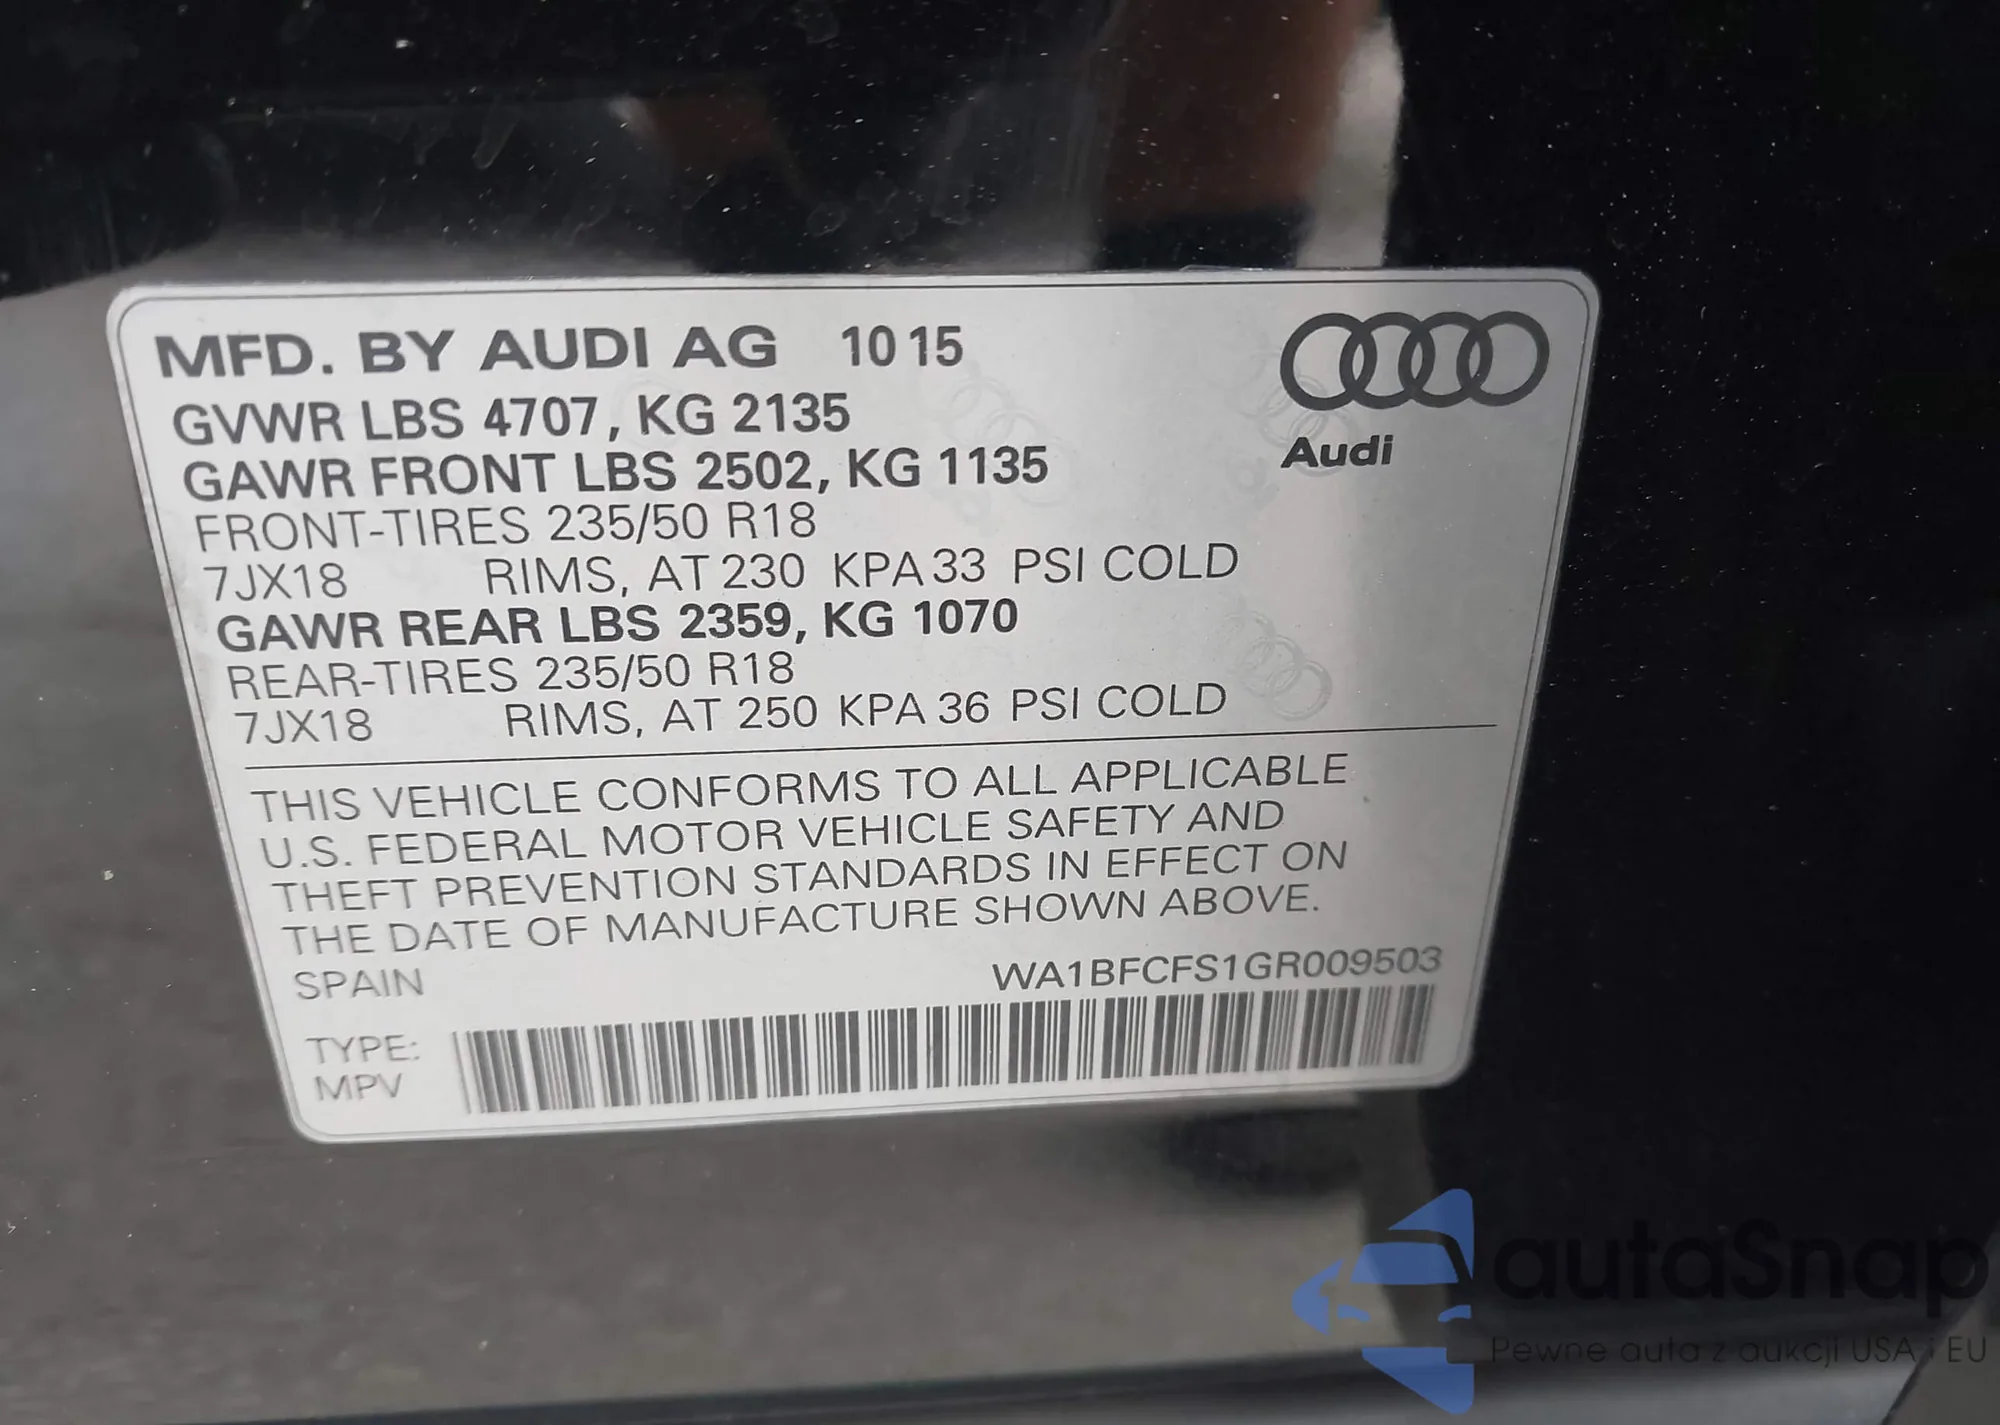 MFD. BY AUDI AG 10 15
GVWR LBS 4707, KG 2135
GAWR FRONT LBS 2502, KG 1135
FRONT-TIRES 235/50 R18
7JX18 RIMS, AT 230 KPA 33 PSI COLD
GAWR REAR LBS 2359, KG 1070
REAR-TIRES 235/50 R18
7JX18 RIMS, AT 250 KPA 36 PSI COLD
Audi
THIS VEHICLE CONFORMS TO ALL APPLICABLE
U.S. FEDERAL MOTOR VEHICLE SAFETY AND
THEFT PREVENTION STANDARDS IN EFFECT ON
THE DATE OF MANUFACTURE SHOWN ABOVE.
SPAIN WA1BFCFS1GR009503
TYPE:
MPV
autaSnap
Pewne auta z aukcji USA i EU